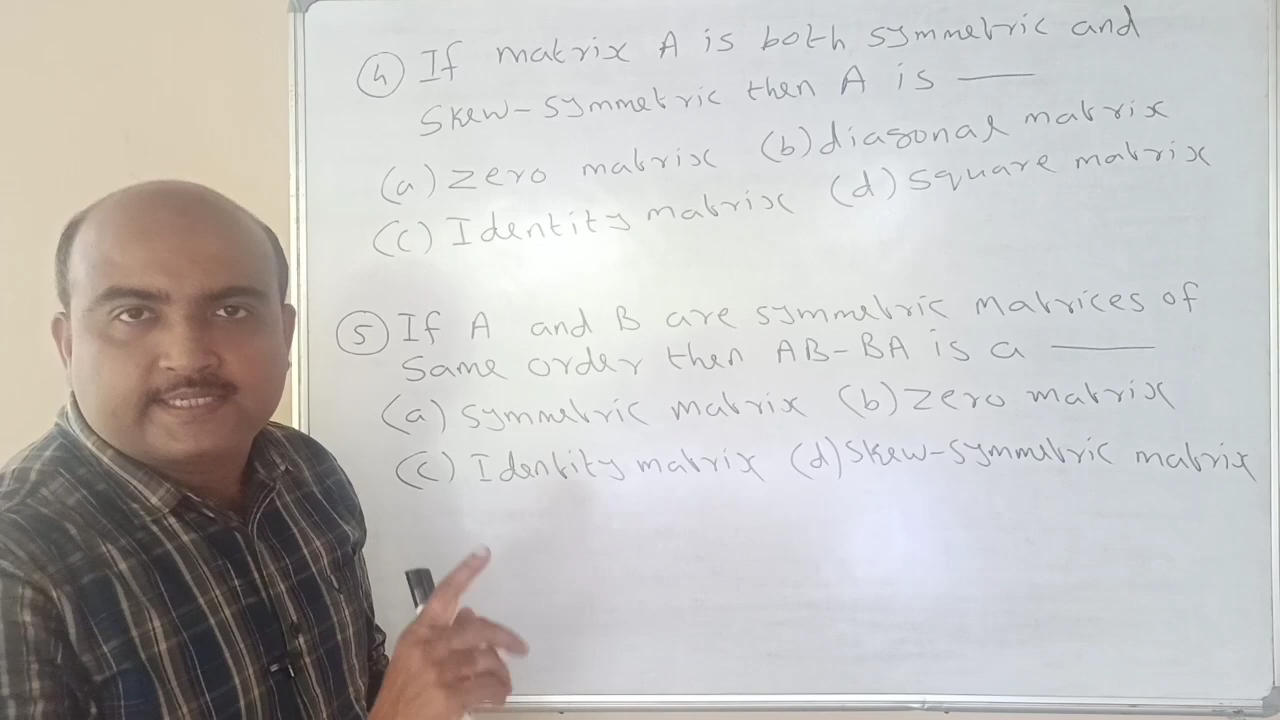 (4) If matrix A is both symmetric and
Skew-symmetric then A is ___
(a) zero matrix (b) diagonal matrix
(c) Identity matrix (d) square matrix
(5) If A and B are symmetric matrices of
same order then AB-BA is a ___
(a) symmetric matrix (b) zero matrix
(c) Identity matrix (d) skew-symmetric matrix